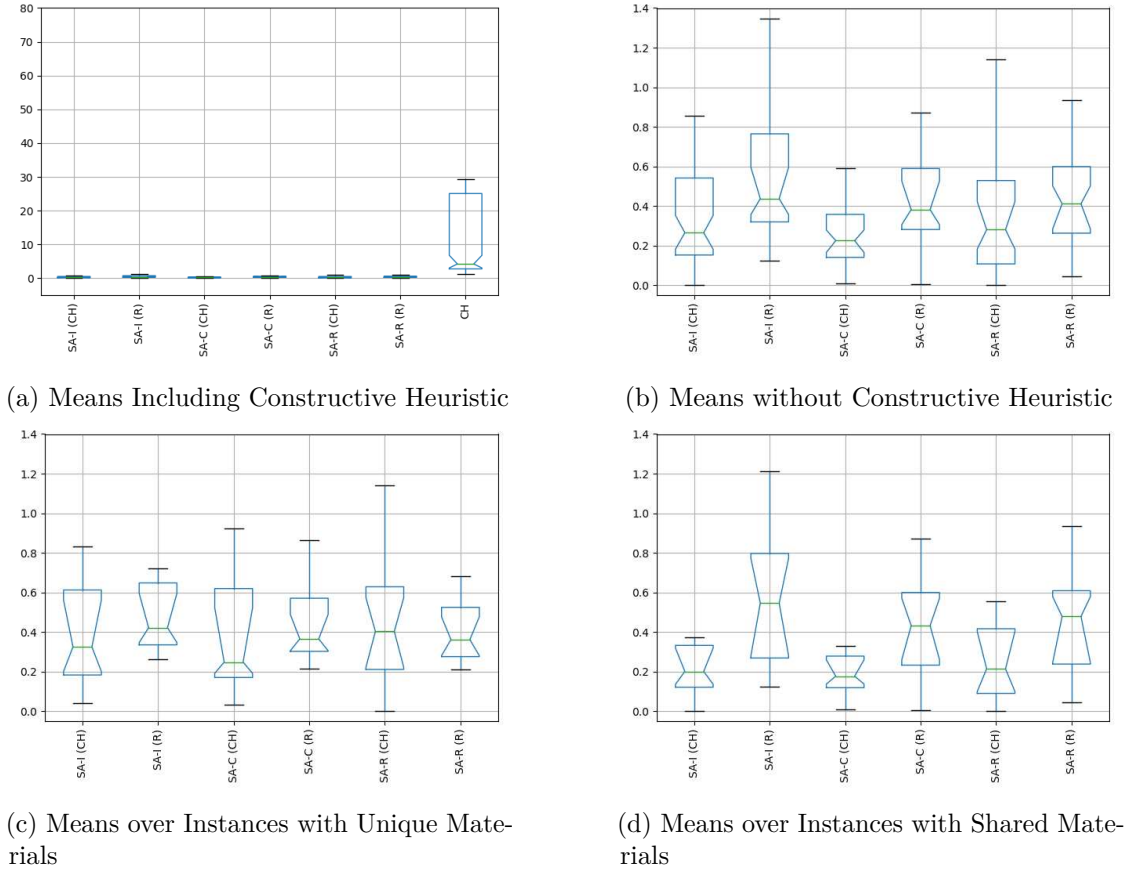 80
70
60
50
40
30
20
10
0
SA-I (CH)
SA-I (R)
SA-C (CH)
SA-C (R)
SA-R (CH)
SA-R (R)
CH
(a) Means Including Constructive Heuristic
1.4
1.2
1.0
0.8
0.6
0.4
0.2
0.0
SA-I (CH)
SA-I (R)
SA-C (CH)
SA-C (R)
SA-R (CH)
SA-R (R)
(b) Means without Constructive Heuristic
1.4
1.2
1.0
0.8
0.6
0.4
0.2
0.0
SA-I (CH)
SA-I (R)
SA-C (CH)
SA-C (R)
SA-R (CH)
SA-R (R)
(c) Means over Instances with Unique Mate-
rials
1.4
1.2
1.0
0.8
0.6
0.4
0.2
0.0
SA-I (CH)
SA-I (R)
SA-C (CH)
SA-C (R)
SA-R (CH)
SA-R (R)
(d) Means over Instances with Shared Mate-
rials